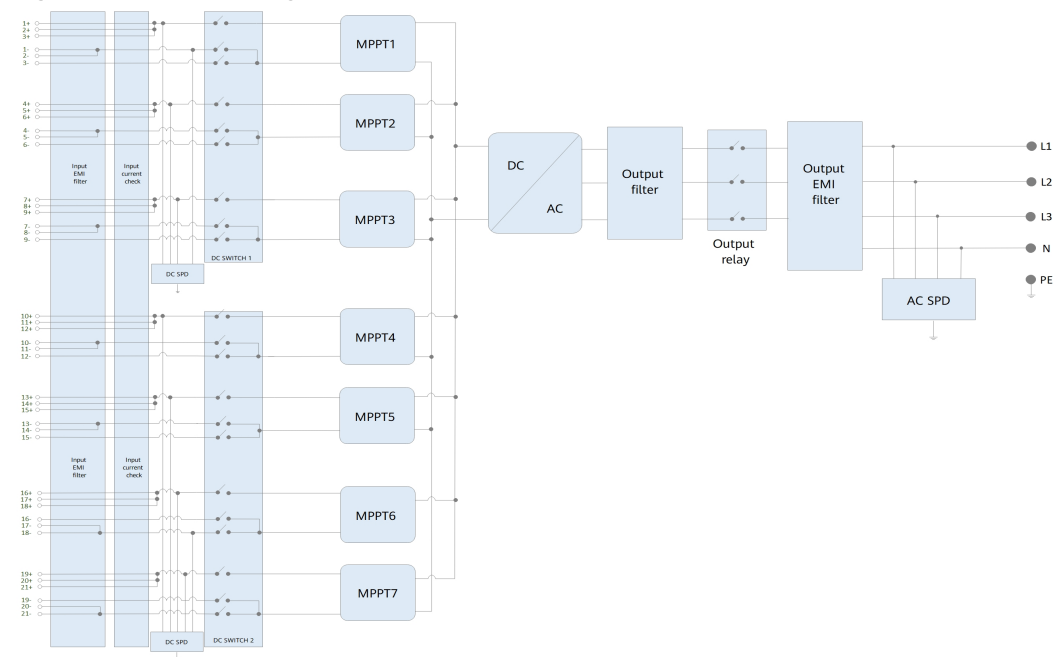 1+
2+
3+
1-
2-
3-
MPPT1
4+
5+
6+
4-
5-
6-
MPPT2
Input
EMI
filter
Input
current
check
7+
8+
9+
7-
8-
9-
MPPT3
DC SWITCH 1
DC SPD
DC
AC
Output
filter
Output
relay
Output
EMI
filter
L1
L2
L3
N
PE
AC SPD
10+
11+
12+
10-
11-
12-
MPPT4
13+
14+
15+
13-
14-
15-
MPPT5
Input
EMI
filter
Input
current
check
16+
17+
18+
16-
17-
18-
MPPT6
19+
20+
21+
19-
20-
21-
MPPT7
DC SPD
DC SWITCH 2